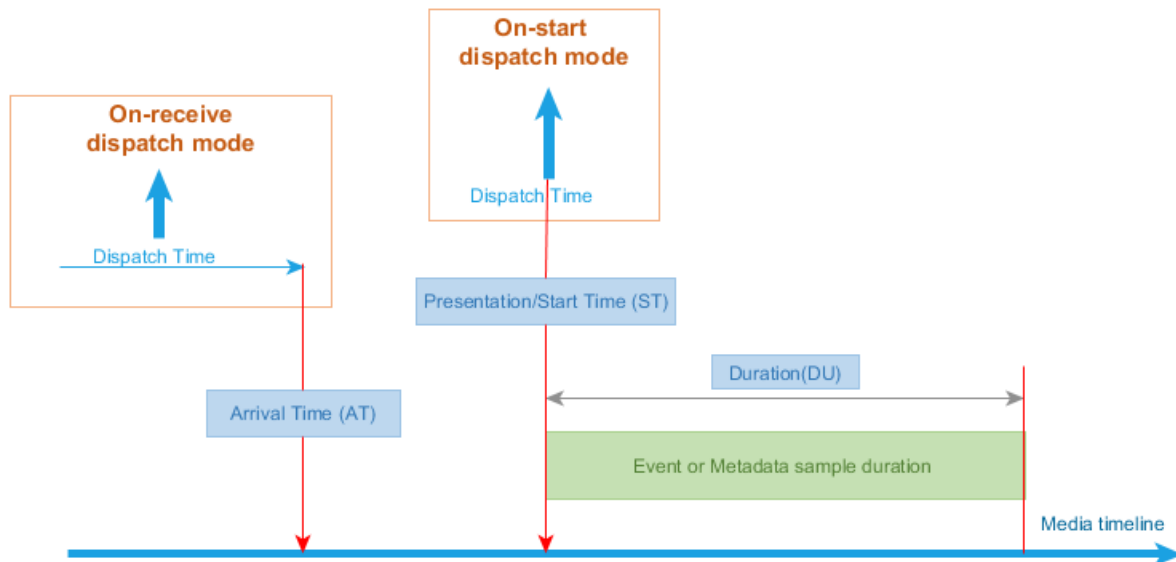 On-start
dispatch mode
On-receive
dispatch mode
Dispatch Time
Dispatch Time
Presentation/Start Time (ST)
Duration(DU)
Arrival Time (AT)
Event or Metadata sample duration
Media timeline